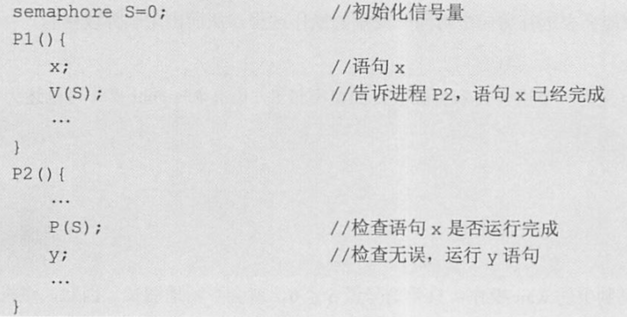 semaphore S=0; //初始化信号量
P1(){
x; //语句 x
V(S); //告诉进程 P2，语句 x 已经完成
…
}
P2(){
…
P(S); //检查语句 x 是否运行完成
y; //检查无误，运行 y 语句
…
}